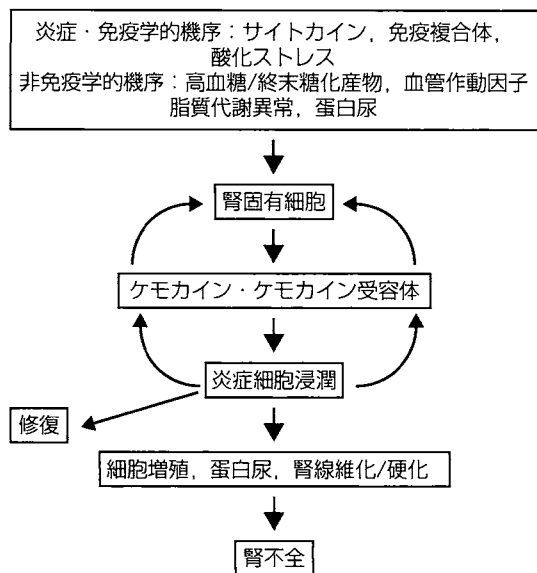 炎症・免疫学的機序：サイトカイン，免疫複合体，
酸化ストレス
非免疫学的機序：高血糖/終末糖化産物，血管作動因子
脂質代謝異常，蛋白尿
腎固有細胞
ケモカイン・ケモカイン受容体
炎症細胞浸潤
修復
細胞増殖，蛋白尿，腎線維化/硬化
腎不全